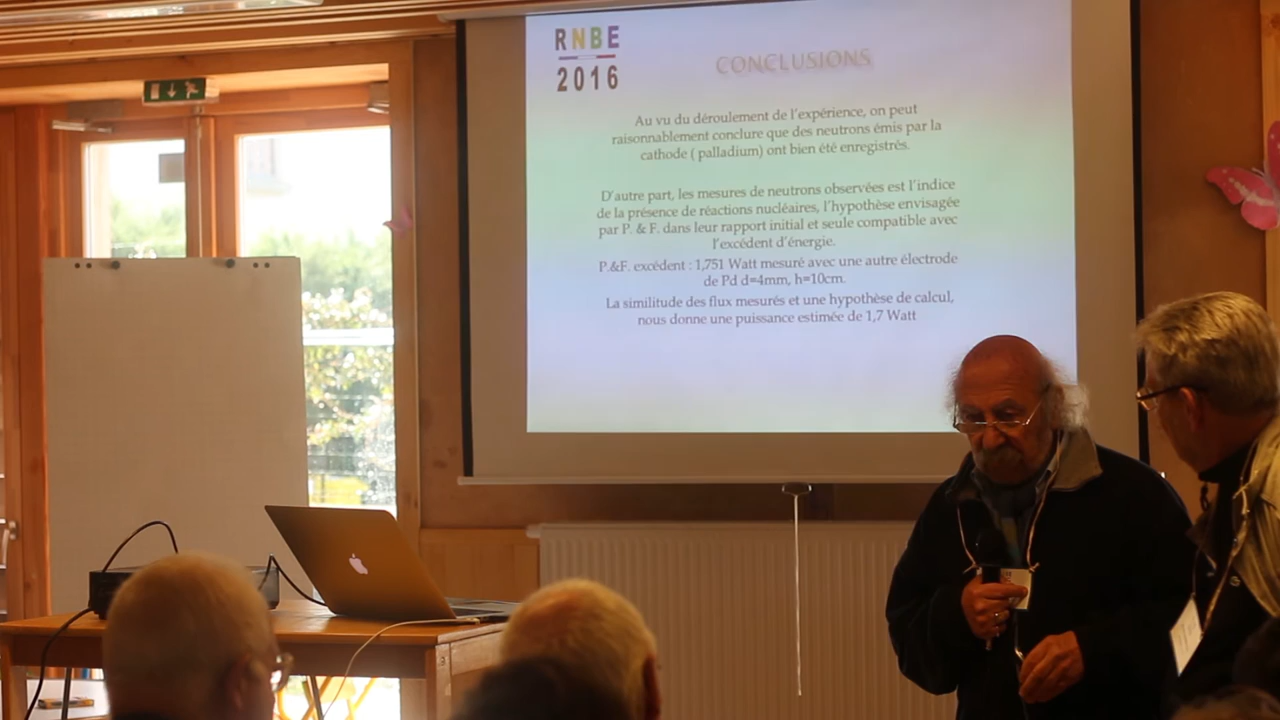 RNBE
2016
CONCLUSIONS
Au vu du déroulement de l'expérience, on peut
raisonnablement conclure que des neutrons émis par la
cathode ( palladium) ont bien été enregistrés.
D'autre part, les mesures de neutrons observées est l'indice
de la présence de réactions nucléaires, l'hypothèse envisagée
par P. & F. dans leur rapport initial et seule compatible avec
l'excédent d'énergie.
P.&F. excédent : 1,751 Watt mesuré avec une autre électrode
de Pd d=4mm, h=10cm.
La similitude des flux mesurés et une hypothèse de calcul,
nous donne une puissance estimée de 1,7 Watt